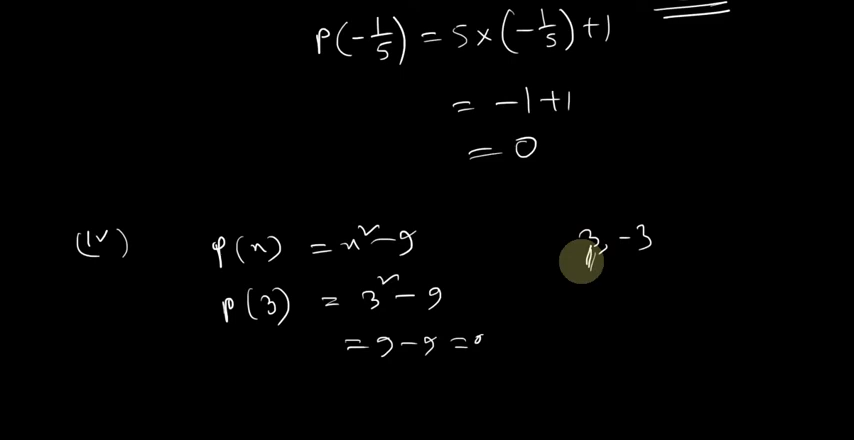 P(-1/5) = 5×(-1/5)+1
= -1+1
= 0
(iv) p(x) = x²-9 3, -3
p(3) = 3²-9
= 9-9=0